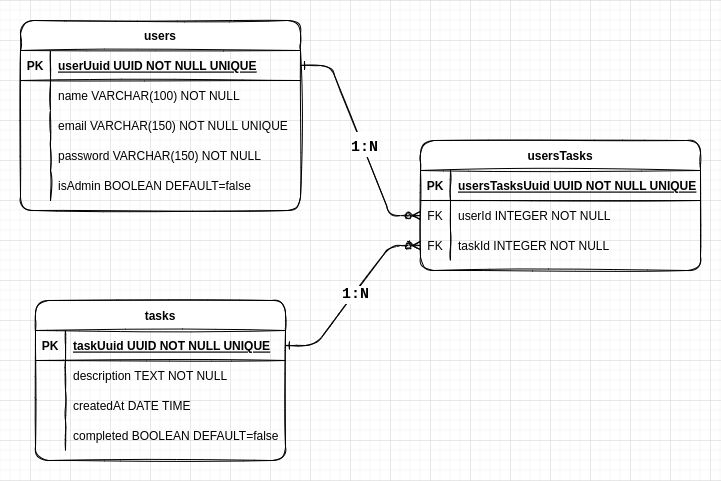 users
PK userUuid UUID NOT NULL UNIQUE
name VARCHAR(100) NOT NULL
email VARCHAR(150) NOT NULL UNIQUE
password VARCHAR(150) NOT NULL
isAdmin BOOLEAN DEFAULT=false
1:N
usersTasks
PK usersTasksUuid UUID NOT NULL UNIQUE
FK userId INTEGER NOT NULL
FK taskId INTEGER NOT NULL
1:N
tasks
PK taskUuid UUID NOT NULL UNIQUE
description TEXT NOT NULL
createdAt DATE TIME
completed BOOLEAN DEFAULT=false